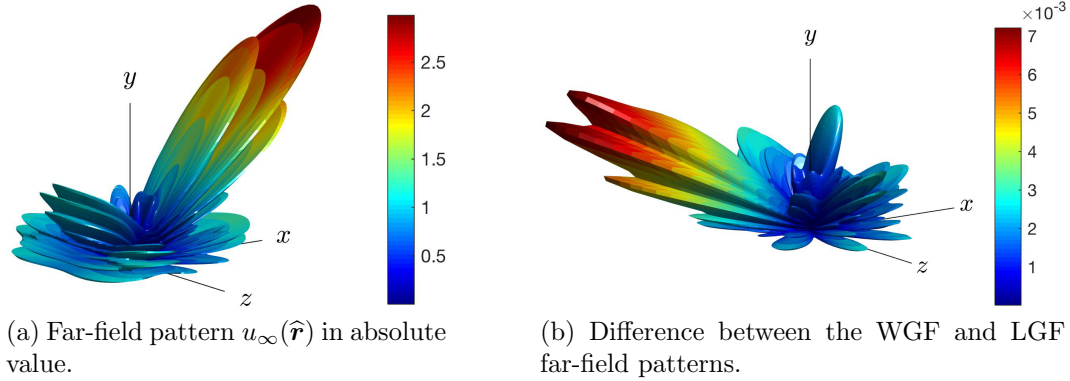 y
x
z
2.5
2
1.5
1
0.5
×10-3
y
x
z
7
6
5
4
3
2
1
(a) Far-field pattern u∞(r̂) in absolute
value.
(b) Difference between the WGF and LGF
far-field patterns.